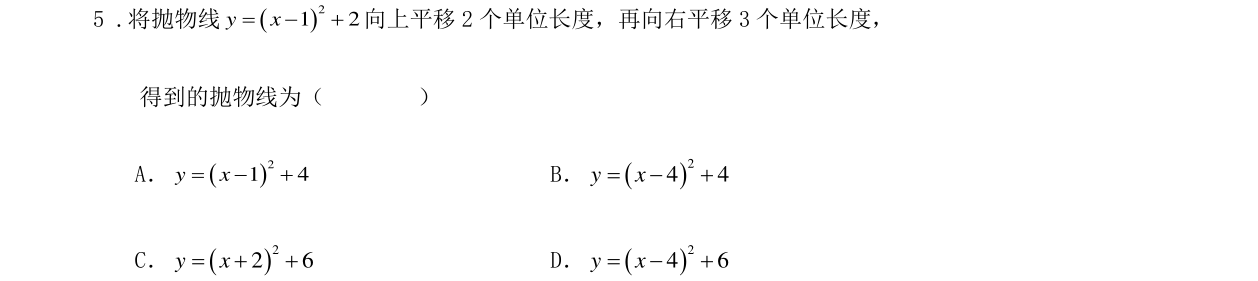 5 .将抛物线 y=(x−1)²+2 向上平移 2 个单位长度，再向右平移 3 个单位长度，
得到的抛物线为（    ）
A. y=(x−1)²+4    B. y=(x−4)²+4
C. y=(x+2)²+6    D. y=(x−4)²+6